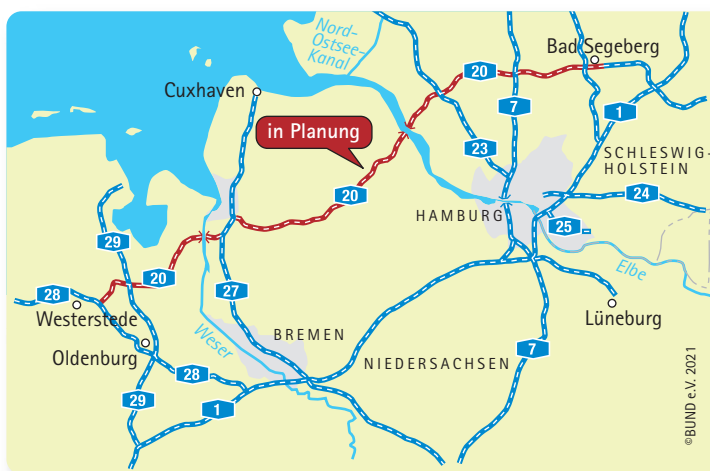 Nord-
Ostsee-
Kanal
Bad Segeberg
20
Cuxhaven
7
1
in Planung
23
SCHLESWIG-
HOLSTEIN
20
24
HAMBURG
25
29
20
Elbe
28
27
Westerstede
Lüneburg
Weser
BREMEN
Oldenburg
NIEDERSACHSEN
7
28
29
1
©BUND e.V. 2021